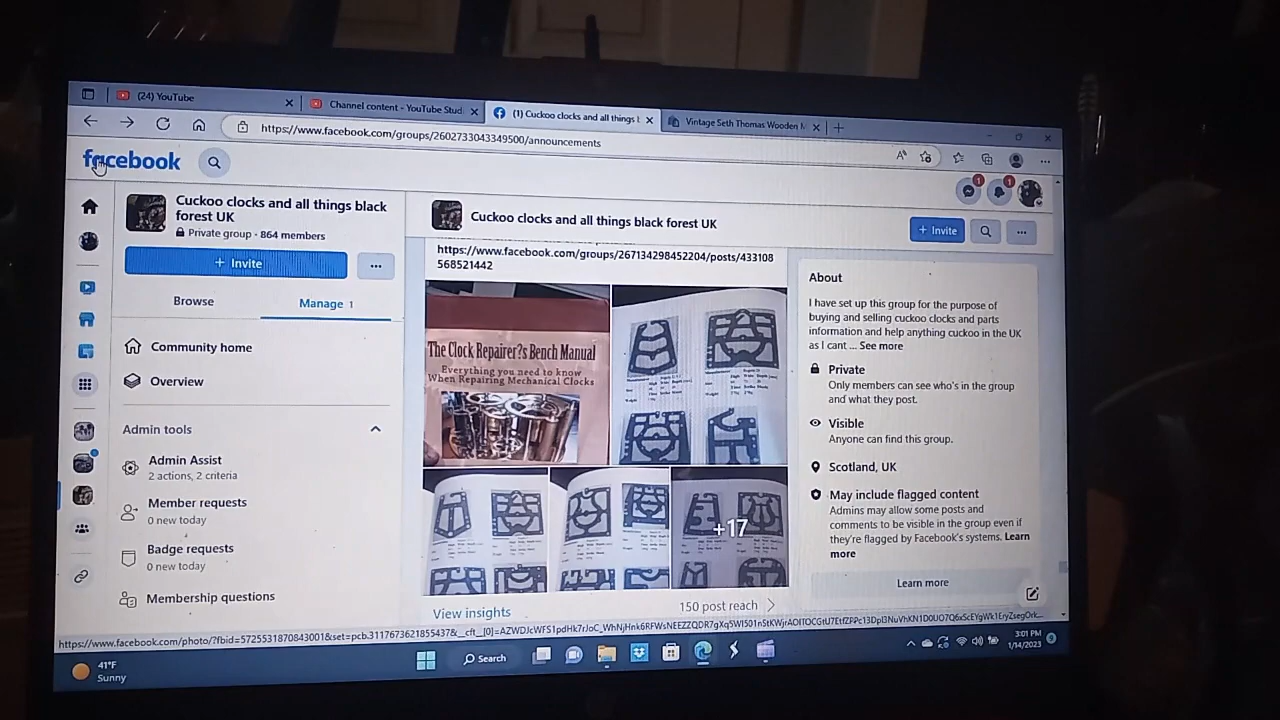 (24) YouTube
Channel content - YouTube Stud
(1) Cuckoo clocks and all things b
Vintage Seth Thomas Wooden M
https://www.facebook.com/groups/2602733043349500/announcements
facebook
Cuckoo clocks and all things black
forest UK
Private group · 864 members
+ Invite
Browse
Manage 1
Community home
Overview
Admin tools
Admin Assist
2 actions, 2 criteria
Member requests
0 new today
Badge requests
0 new today
Membership questions
Cuckoo clocks and all things black forest UK
+ Invite
https://www.facebook.com/groups/267134298452204/posts/433108
568521442
The Clock Repairer?s Bench Manual
Everything you need to know
When Repairing Mechanical Clocks
+17
View insights
150 post reach
About
I have set up this group for the purpose of
buying and selling cuckoo clocks and parts
information and help anything cuckoo in the UK
as I cant ... See more
Private
Only members can see who's in the group
and what they post.
Visible
Anyone can find this group.
Scotland, UK
May include flagged content
Admins may allow some posts and
comments to be visible in the group even if
they're flagged by Facebook's systems. Learn
more
Learn more
41°F
Sunny
Search
3:01 PM
1/14/2023